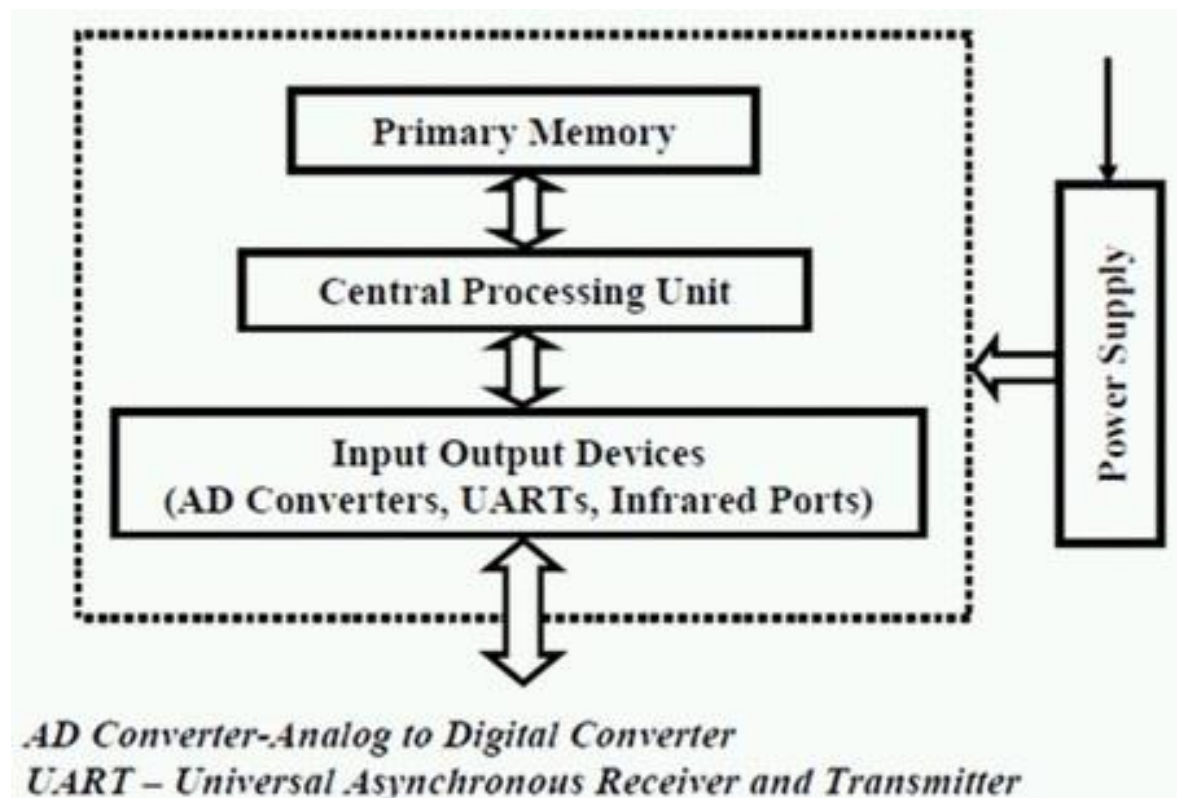 Primary Memory
Central Processing Unit
Input Output Devices
(AD Converters, UARTs, Infrared Ports)
Power Supply
AD Converter-Analog to Digital Converter
UART – Universal Asynchronous Receiver and Transmitter